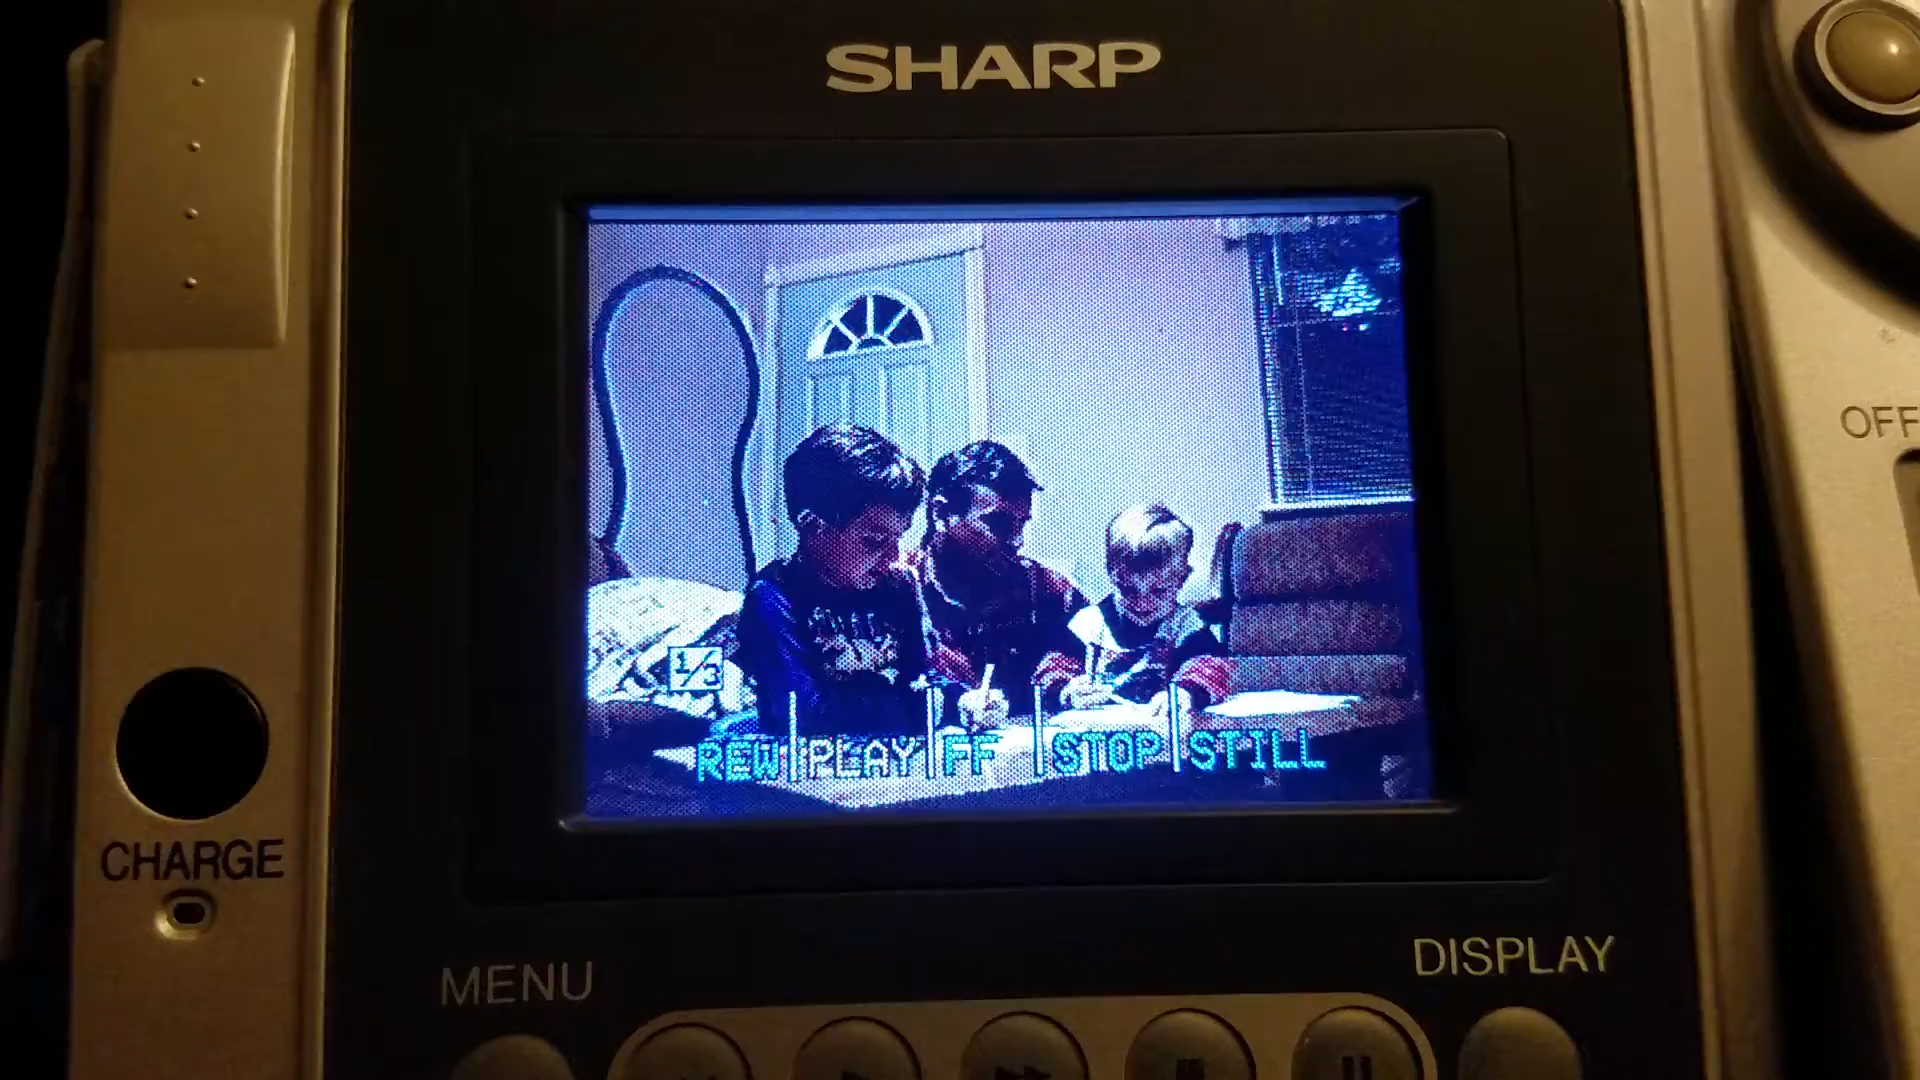 SHARP
OFF
1/3
REW PLAY FF STOP STILL
CHARGE
MENU
DISPLAY